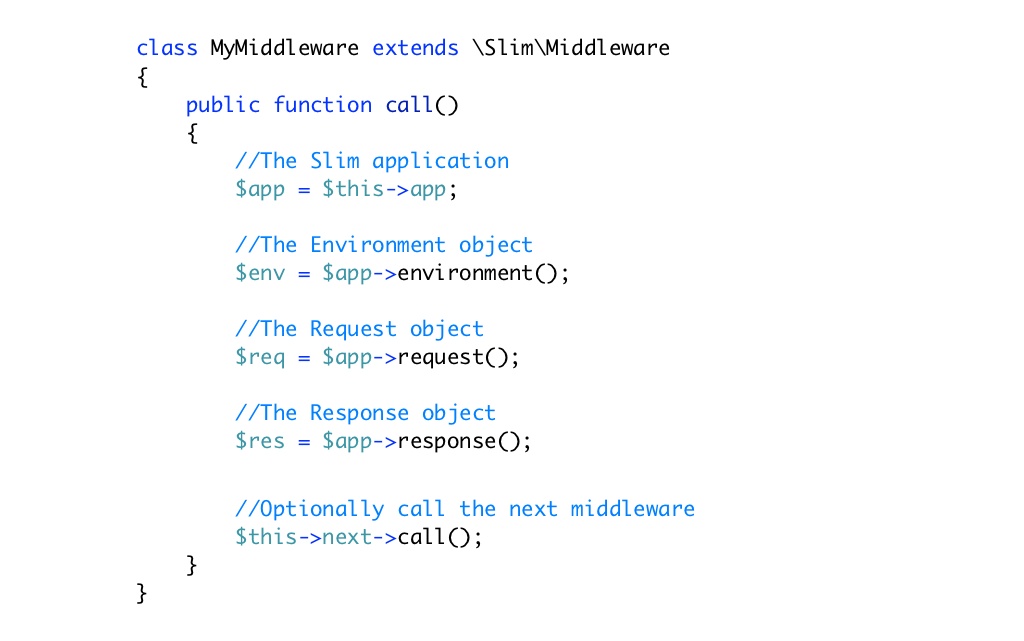 class MyMiddleware extends \Slim\Middleware
{
    public function call()
    {
        //The Slim application
        $app = $this->app;
        //The Environment object
        $env = $app->environment();
        //The Request object
        $req = $app->request();
        //The Response object
        $res = $app->response();
        //Optionally call the next middleware
        $this->next->call();
    }
}